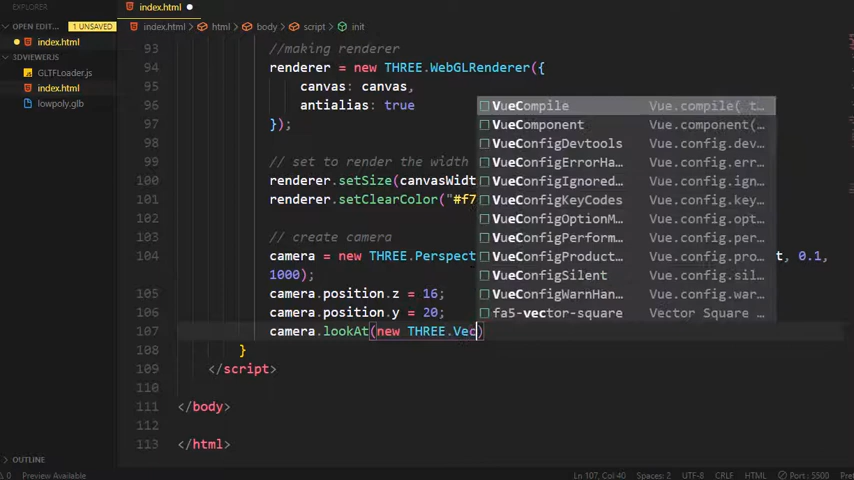 EXPLORER
OPEN EDIT... 1 UNSAVED
index.html
3DVIEWERJS
GLTFLoader.js
index.html
lowpoly.glb
OUTLINE
index.html
index.html > html > body > script > init
93 //making renderer
94 renderer = new THREE.WebGLRenderer({
95 canvas: canvas,
96 antialias: true
97 });
98
99 // set to render the width
100 renderer.setSize(canvasWidt
101 renderer.setClearColor("#f7
102
103 // create camera
104 camera = new THREE.Perspect t, 0.1,
1000);
105 camera.position.z = 16;
106 camera.position.y = 20;
107 camera.lookAt(new THREE.Vec)
108 }
109 </script>
110
111 </body>
112
113 </html>
VueCompile Vue.compile( t...
VueComponent Vue.component(...
VueConfigDevtools Vue.config.dev...
VueConfigErrorHa... Vue.config.err...
VueConfigIgnored... Vue.config.ign...
VueConfigKeyCodes Vue.config.key...
VueConfigOptionM... Vue.config.opt...
VueConfigPerform... Vue.config.per...
VueConfigProduct... Vue.config.pro...
VueConfigSilent Vue.config.sil...
VueConfigWarnHan... Vue.config.war...
fa5-vector-square Vector Square ...
0 Preview Available
Ln 107, Col 40 Spaces: 2 UTF-8 CRLF HTML Port : 5500